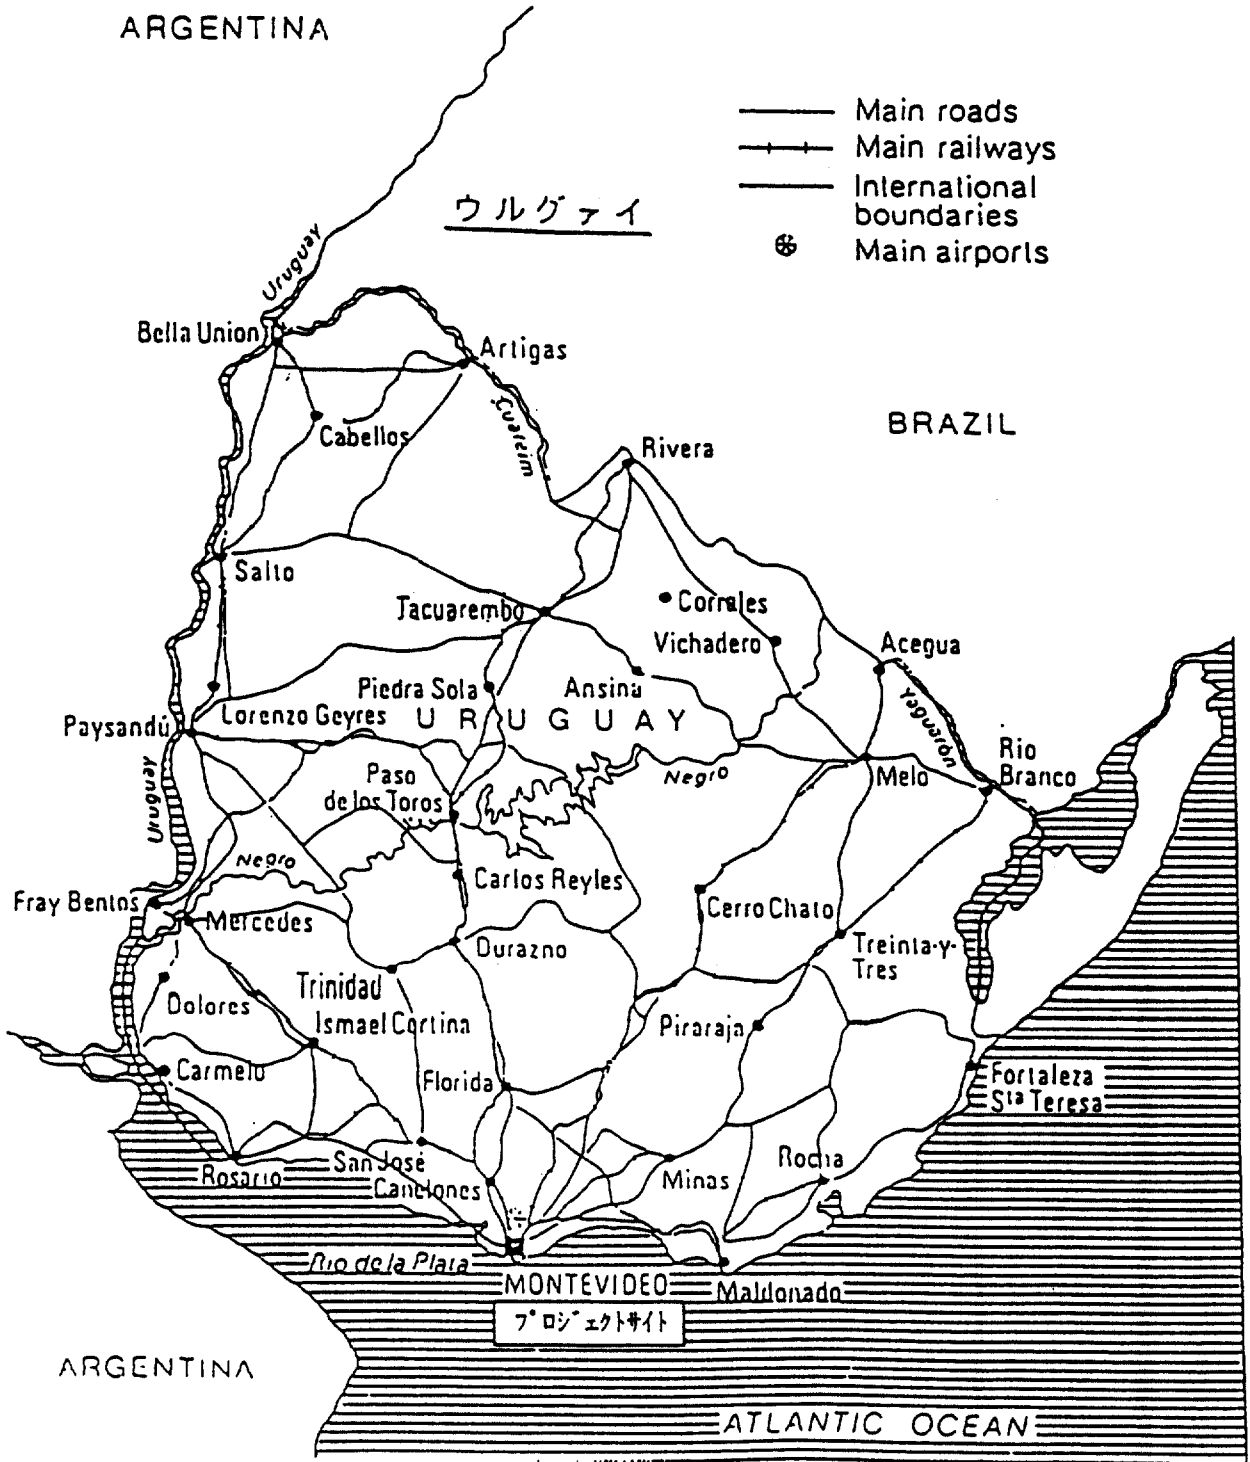 ARGENTINA
Main roads
Main railways
International
boundaries
Main airports
ウルグァイ
Uruguay
Bella Union
Artigas
Cuareim
Cabellos
BRAZIL
Rivera
Salto
Corrales
Tacuarembo
Vichadero
Acegua
Piedra Sola
Ansina
Yaguarón
Lorenzo Geyres
URUGUAY
Paysandú
Rio
Branco
Negro
Melo
Paso
de los Toros
Uruguay
Negro
Carlos Reyles
Fray Bentos
Mercedes
Cerro Chato
Durazno
Treinta-y-
Tres
Trinidad
Dolores
Ismael Cortina
Piraraja
Carmelo
Florida
Fortaleza
Sta Teresa
San José
Rocha
Rosario
Canelones
Minas
Rio de la Plata
MONTEVIDEO
Maldonado
プロジェクトサイト
ARGENTINA
ATLANTIC OCEAN